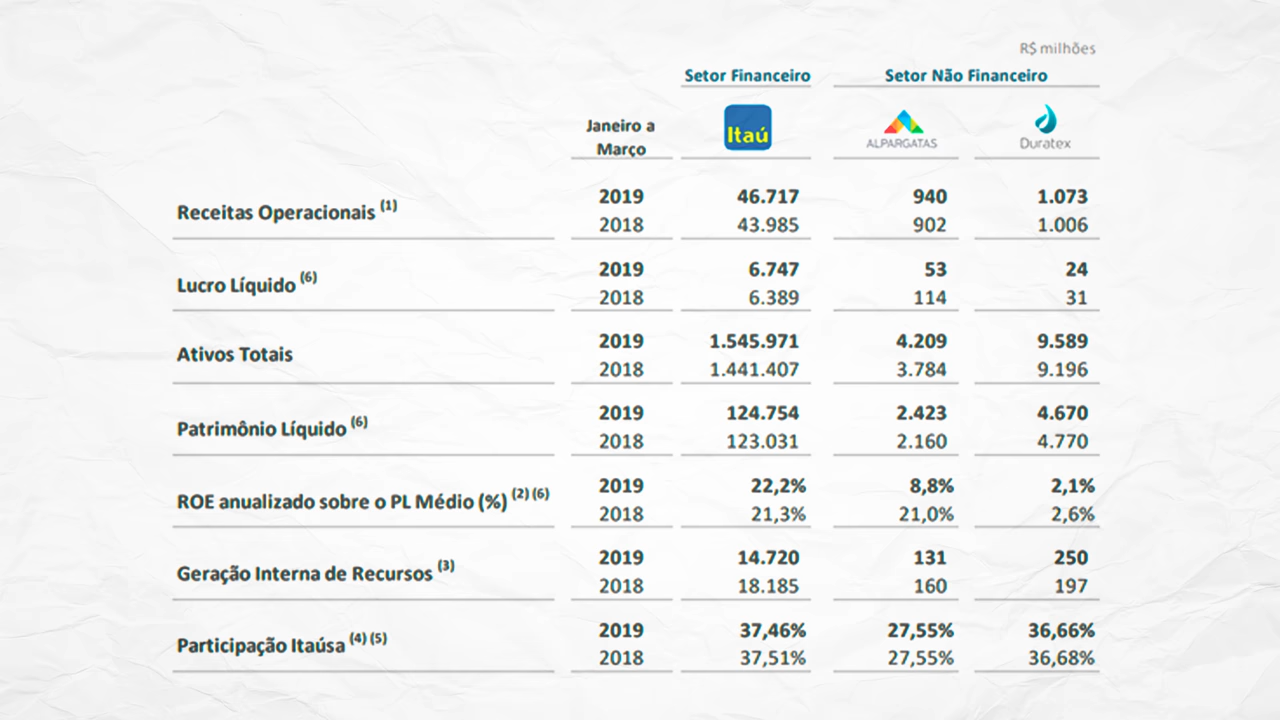 R$ milhões
Setor Financeiro Setor Não Financeiro
Janeiro a Março Itaú ALPARGATAS Duratex
Receitas Operacionais (1)
2019 46.717 940 1.073
2018 43.985 902 1.006
Lucro Líquido (6)
2019 6.747 53 24
2018 6.389 114 31
Ativos Totais
2019 1.545.971 4.209 9.589
2018 1.441.407 3.784 9.196
Patrimônio Líquido (6)
2019 124.754 2.423 4.670
2018 123.031 2.160 4.770
ROE anualizado sobre o PL Médio (%) (2) (6)
2019 22,2% 8,8% 2,1%
2018 21,3% 21,0% 2,6%
Geração Interna de Recursos (3)
2019 14.720 131 250
2018 18.185 160 197
Participação Itaúsa (4) (5)
2019 37,46% 27,55% 36,66%
2018 37,51% 27,55% 36,68%